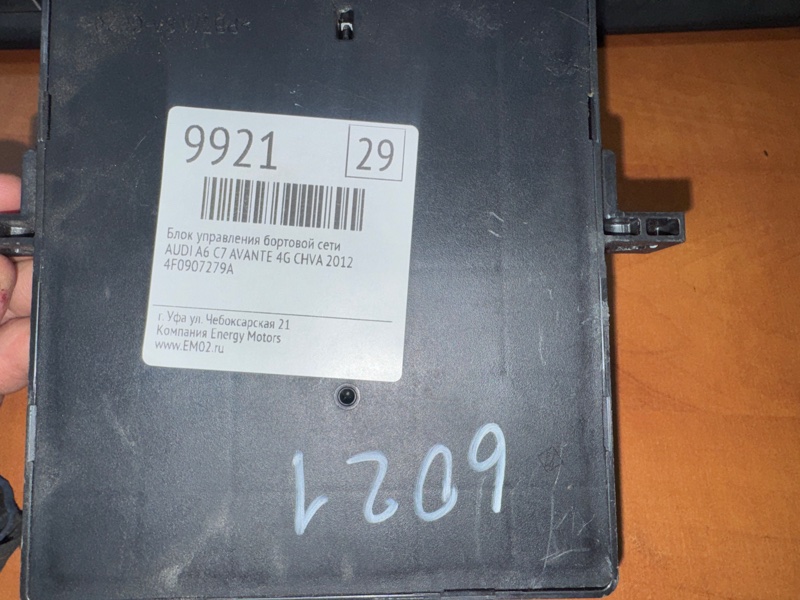 9921
29
Блок управления бортовой сети
AUDI A6 C7 AVANTE 4G CHVA 2012
4F0907279A
г. Уфа ул. Чебоксарская 21
Компания Energy Motors
www.EM02.ru
6021